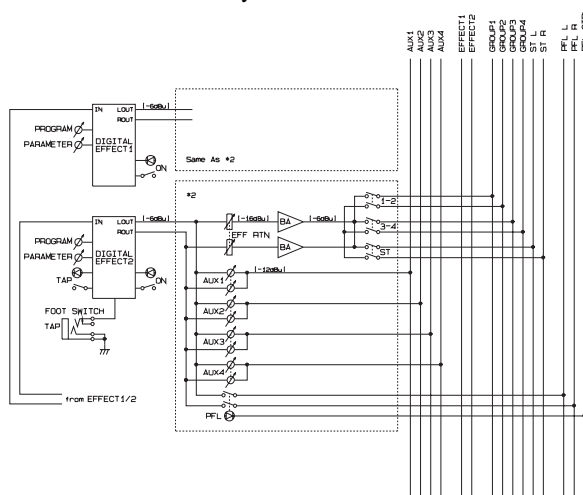 AUX1
AUX2
AUX3
AUX4
EFFECT1
EFFECT2
GROUP1
GROUP2
GROUP3
GROUP4
ST L
ST R
PFL L
PFL R
IN LOUT [-6dBu]
ROUT
PROGRAM
PARAMETER
DIGITAL
EFFECT1
ON
Same As *2
*2
IN LOUT [-6dBu]
ROUT
[-16dBu] BA [-6dBu]
1-2
EFF RTN
3-4
BA
ST
PROGRAM
PARAMETER
DIGITAL
EFFECT2
TAP
ON
[-12dBu]
AUX1
AUX2
AUX3
AUX4
FOOT SWITCH
TAP
from EFFECT1/2
PFL